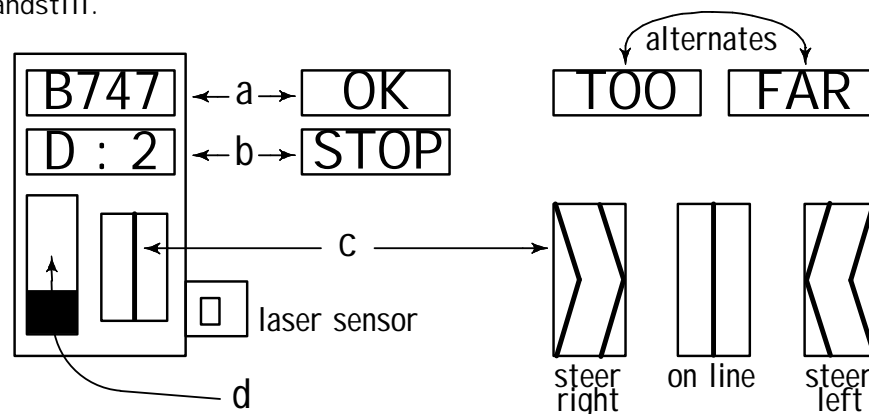 andstill.
alternates
B747 a OK TOO FAR
D : 2 b STOP
c
laser sensor
d
steer right
on line
steer left